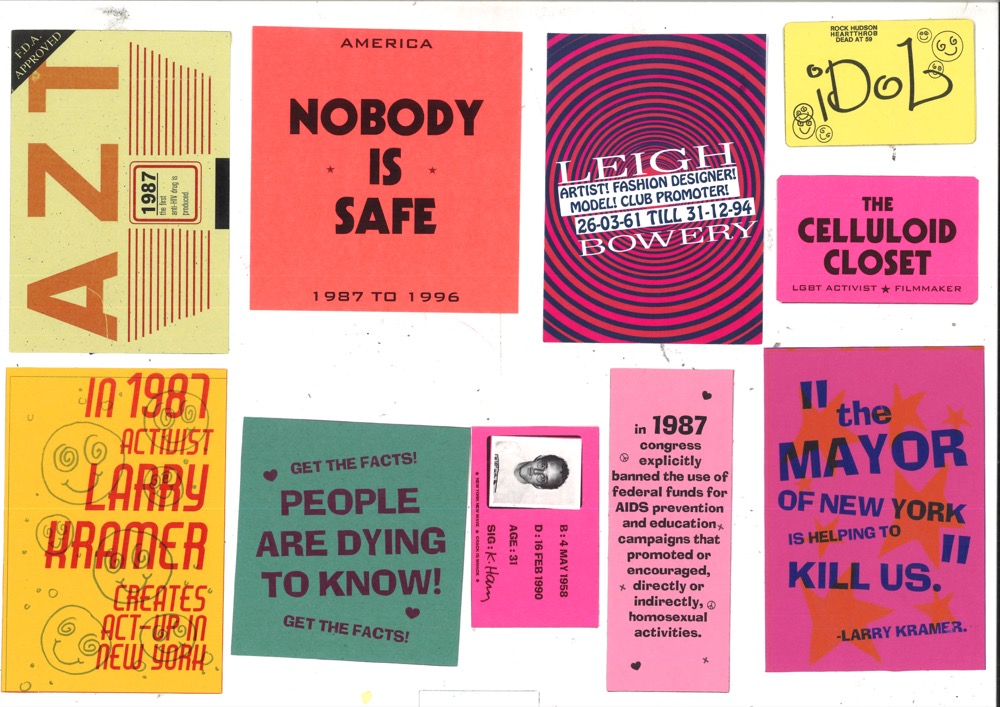 F.D.A.
APPROVED
AZT
1987
the first
anti-HIV drug is
produced
AMERICA
NOBODY
IS
SAFE
1987 TO 1996
LEIGH
ARTIST! FASHION DESIGNER!
MODEL! CLUB PROMOTER!
26-03-61 TILL 31-12-94
BOWERY
ROCK HUDSON
HEARTTHROB
DEAD AT 59
iDOL
THE
CELLULOID
CLOSET
LGBT ACTIVIST ★ FILMMAKER
IN 1987
ACTIVIST
LARRY
KRAMER
CREATES
ACT-UP IN
NEW YORK
GET THE FACTS!
PEOPLE
ARE DYING
TO KNOW!
GET THE FACTS!
B: 4 MAY 1958
D: 16 FEB 1990
AGE: 31
SIG: K. Haring
in 1987
congress
explicitly
banned the use of
federal funds for
AIDS prevention
and education
campaigns that
promoted or
encouraged,
directly or
indirectly,
homosexual
activities.
"the
MAYOR
OF NEW YORK
IS HELPING TO
KILL US."
-LARRY KRAMER.